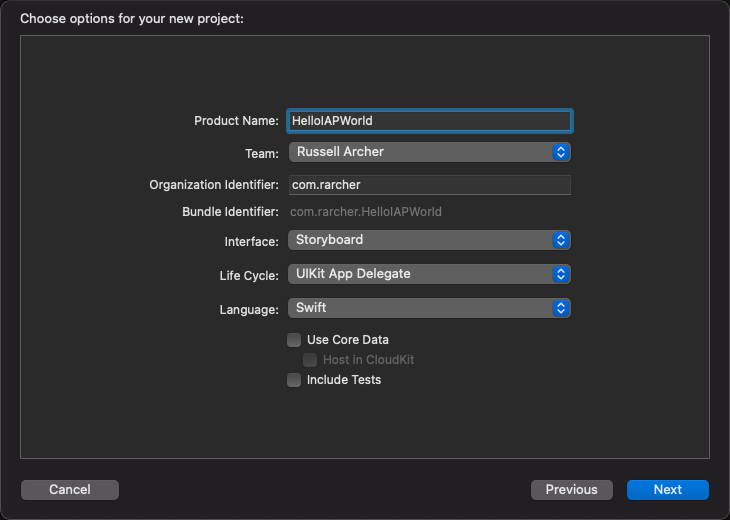 Choose options for your new project:
Product Name: HelloIAPWorld
Team: Russell Archer
Organization Identifier: com.rarcher
Bundle Identifier: com.rarcher.HelloIAPWorld
Interface: Storyboard
Life Cycle: UIKit App Delegate
Language: Swift
Use Core Data
Host in CloudKit
Include Tests
Cancel Previous Next